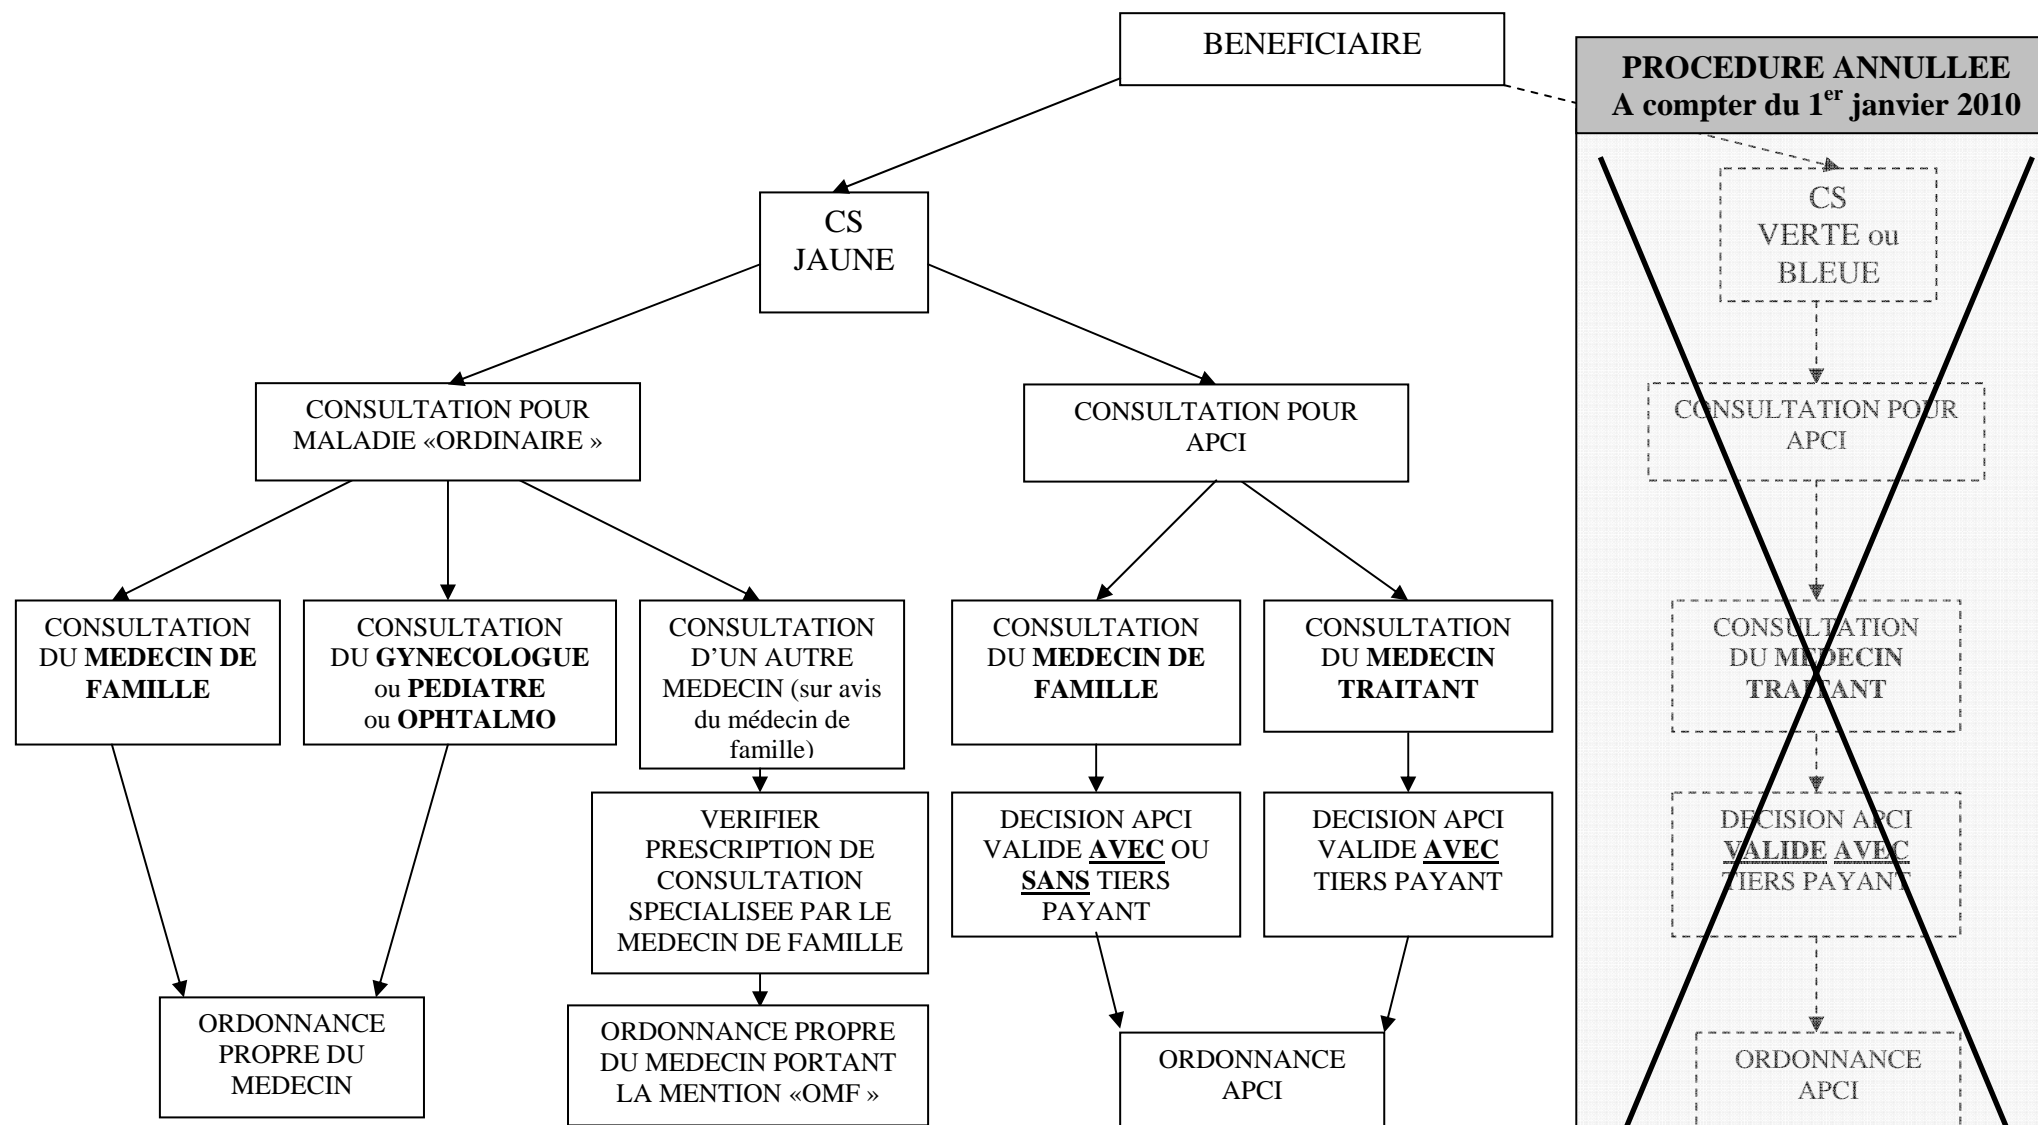 BENEFICIAIRE
PROCEDURE ANNULLEE
A compter du 1er janvier 2010
CS
JAUNE
CS
VERTE ou
BLEUE
CONSULTATION POUR
MALADIE «ORDINAIRE »
CONSULTATION POUR
APCI
CONSULTATION POUR
APCI
CONSULTATION
DU MEDECIN DE
FAMILLE
CONSULTATION
DU GYNECOLOGUE
ou PEDIATRE
ou OPHTALMO
CONSULTATION
D’UN AUTRE
MEDECIN (sur avis
du médecin de
famille)
CONSULTATION
DU MEDECIN DE
FAMILLE
CONSULTATION
DU MEDECIN
TRAITANT
CONSULTATION
DU MEDECIN
TRAITANT
VERIFIER
PRESCRIPTION DE
CONSULTATION
SPECIALISEE PAR LE
MEDECIN DE FAMILLE
DECISION APCI
VALIDE AVEC OU
SANS TIERS
PAYANT
DECISION APCI
VALIDE AVEC
TIERS PAYANT
DECISION APCI
VALIDE AVEC
TIERS PAYANT
ORDONNANCE
PROPRE DU
MEDECIN
ORDONNANCE PROPRE
DU MEDECIN PORTANT
LA MENTION «OMF »
ORDONNANCE
APCI
ORDONNANCE
APCI